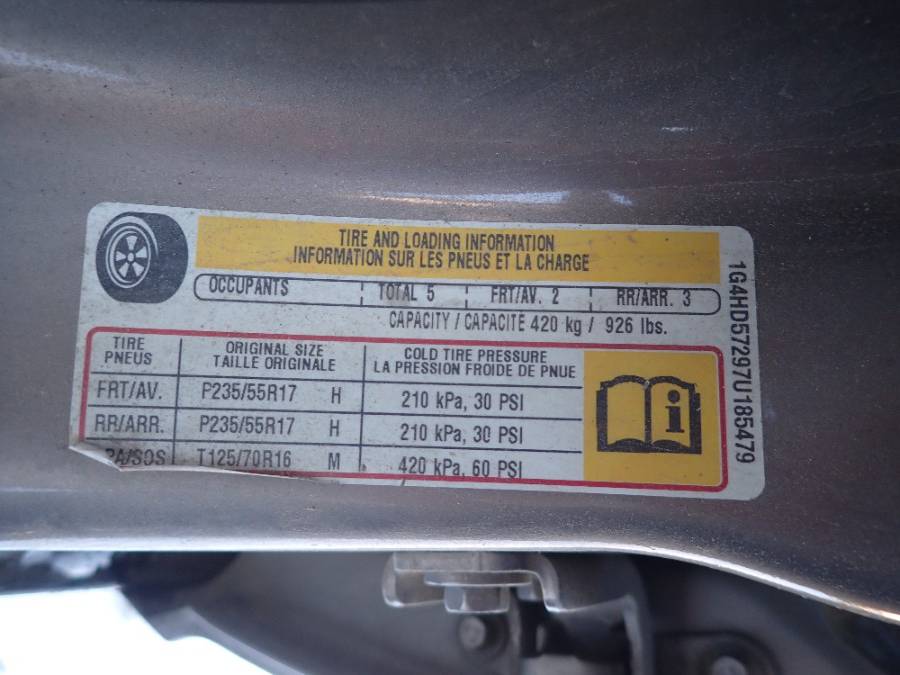 TIRE AND LOADING INFORMATION
INFORMATION SUR LES PNEUS ET LA CHARGE
OCCUPANTS TOTAL 5 FRT/AV. 2 RR/ARR. 3
CAPACITY / CAPACITE 420 kg / 926 lbs.
TIRE PNEUS
ORIGINAL SIZE
TAILLE ORIGINALE
COLD TIRE PRESSURE
LA PRESSION FROIDE DE PNUE
FRT/AV. P235/55R17 H 210 kPa, 30 PSI
RR/ARR. P235/55R17 H 210 kPa, 30 PSI
PA/SOS T125/70R16 M 420 kPa, 60 PSI
i
1G4HD57297U185479